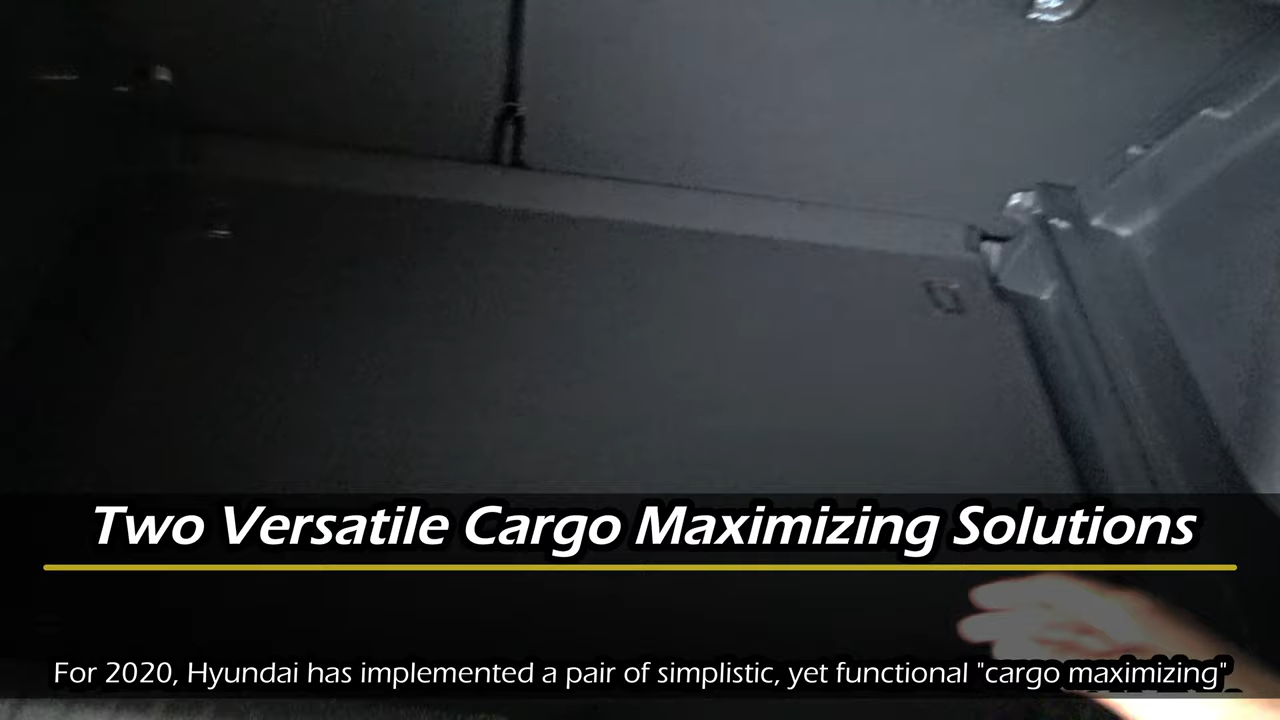 Two Versatile Cargo Maximizing Solutions
For 2020, Hyundai has implemented a pair of simplistic, yet functional "cargo maximizing"